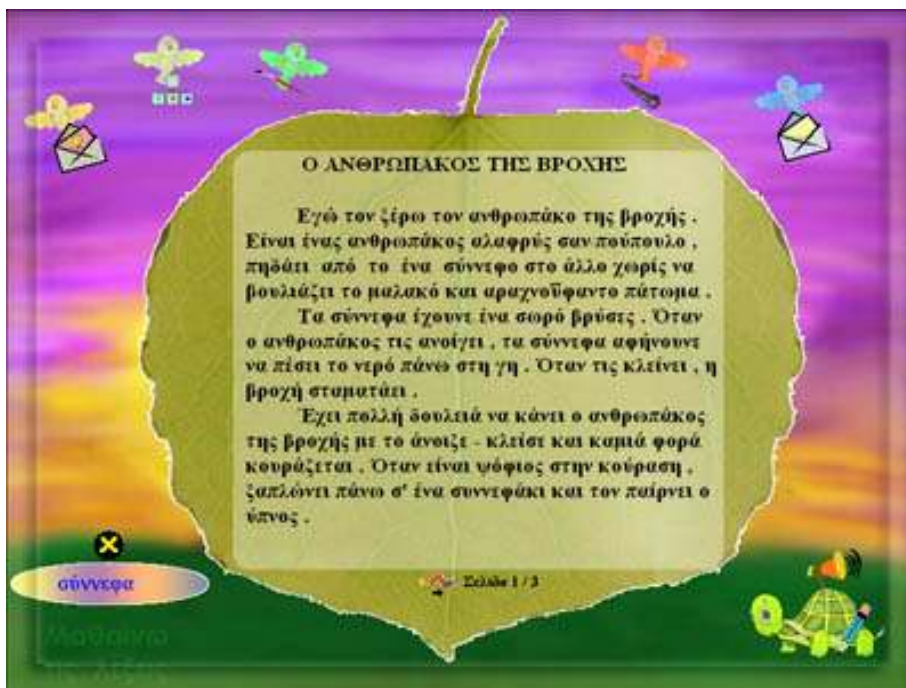 Ο ΑΝΘΡΩΠΑΚΟΣ ΤΗΣ ΒΡΟΧΗΣ
Εγώ τον ξέρω τον ανθρωπάκο της βροχής .
Είναι ένας ανθρωπάκος αλαφρύς σαν πούπουλο ,
πηδάει από το ένα σύννεφο στο άλλο χωρίς να
βουλιάζει το μαλακό και αραχνοΰφαντο πάτωμα .
Τα σύννεφα έχουνε ένα σωρό βρύσες . Όταν
ο ανθρωπάκος τις ανοίγει , τα σύννεφα αφήνουνε
να πέσει το νερό πάνω στη γη . Όταν τις κλείνει , η
βροχή σταματάει .
Έχει πολλή δουλειά να κάνει ο ανθρωπάκος
της βροχής με το άνοιξε - κλείσε και καμιά φορά
κουράζεται . Όταν είναι ψόφιος στην κούραση ,
ξαπλώνει πάνω σ' ένα συννεφάκι και τον παίρνει ο
ύπνος .
Σελίδα 1 / 3
σύννεφα
Μαθαίνω
τις λέξεις